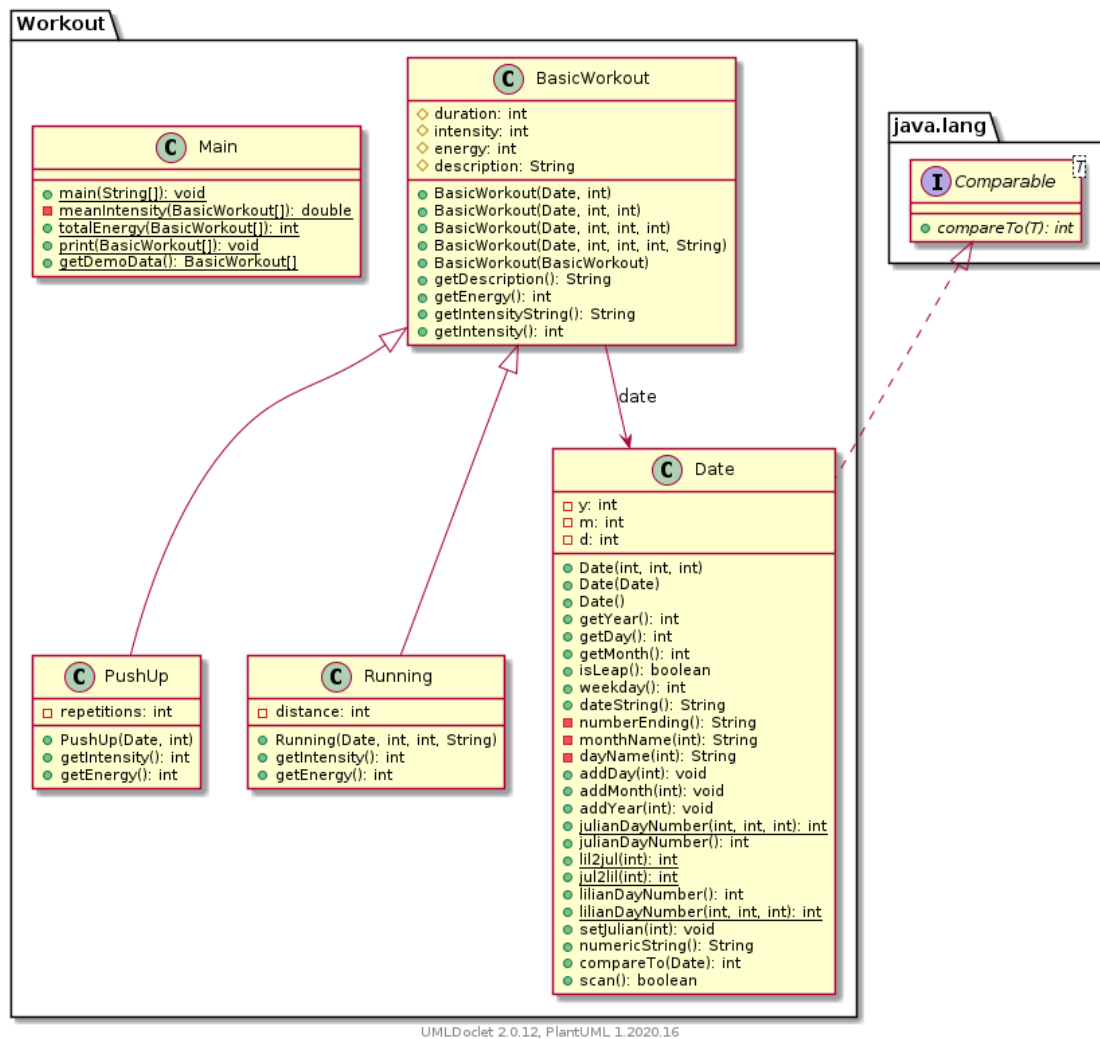 Workout
C BasicWorkout
duration: int
intensity: int
energy: int
description: String
BasicWorkout(Date, int)
BasicWorkout(Date, int, int)
BasicWorkout(Date, int, int, int)
BasicWorkout(Date, int, int, int, String)
BasicWorkout(BasicWorkout)
getDescription(): String
getEnergy(): int
getIntensityString(): String
getIntensity(): int
C Main
main(String[]): void
meanIntensity(BasicWorkout[]): double
totalEnergy(BasicWorkout[]): int
print(BasicWorkout[]): void
getDemoData(): BasicWorkout[]
java.lang
I Comparable
T
compareTo(T): int
date
C Date
y: int
m: int
d: int
Date(int, int, int)
Date(Date)
Date()
getYear(): int
getDay(): int
getMonth(): int
isLeap(): boolean
weekday(): int
dateString(): String
numberEnding(): String
monthName(int): String
dayName(int): String
addDay(int): void
addMonth(int): void
addYear(int): void
julianDayNumber(int, int, int): int
julianDayNumber(): int
lil2jul(int): int
jul2lil(int): int
lilianDayNumber(): int
lilianDayNumber(int, int, int): int
setJulian(int): void
numericString(): String
compareTo(Date): int
scan(): boolean
C PushUp
repetitions: int
PushUp(Date, int)
getIntensity(): int
getEnergy(): int
C Running
distance: int
Running(Date, int, int, String)
getIntensity(): int
getEnergy(): int
UMLDoclet 2.0.12, PlantUML 1.2020.16